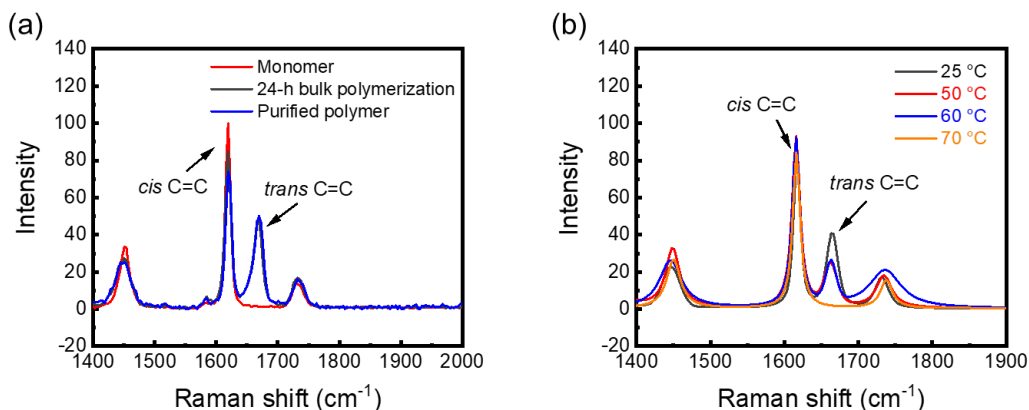 (a)
140
120
100
80
60
40
20
0
-20
Intensity
Monomer
24-h bulk polymerization
Purified polymer
cis C=C
trans C=C
1400 1500 1600 1700 1800 1900 2000
Raman shift (cm⁻¹)
(b)
140
120
100
80
60
40
20
0
-20
Intensity
25 °C
50 °C
60 °C
70 °C
cis C=C
trans C=C
1400 1500 1600 1700 1800 1900
Raman shift (cm⁻¹)